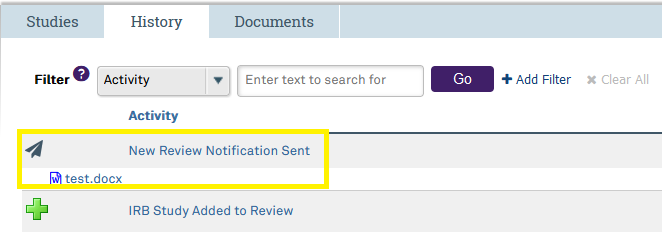 Studies History Documents
Filter ? Activity Enter text to search for Go + Add Filter × Clear All
Activity
New Review Notification Sent
W test.docx
IRB Study Added to Review